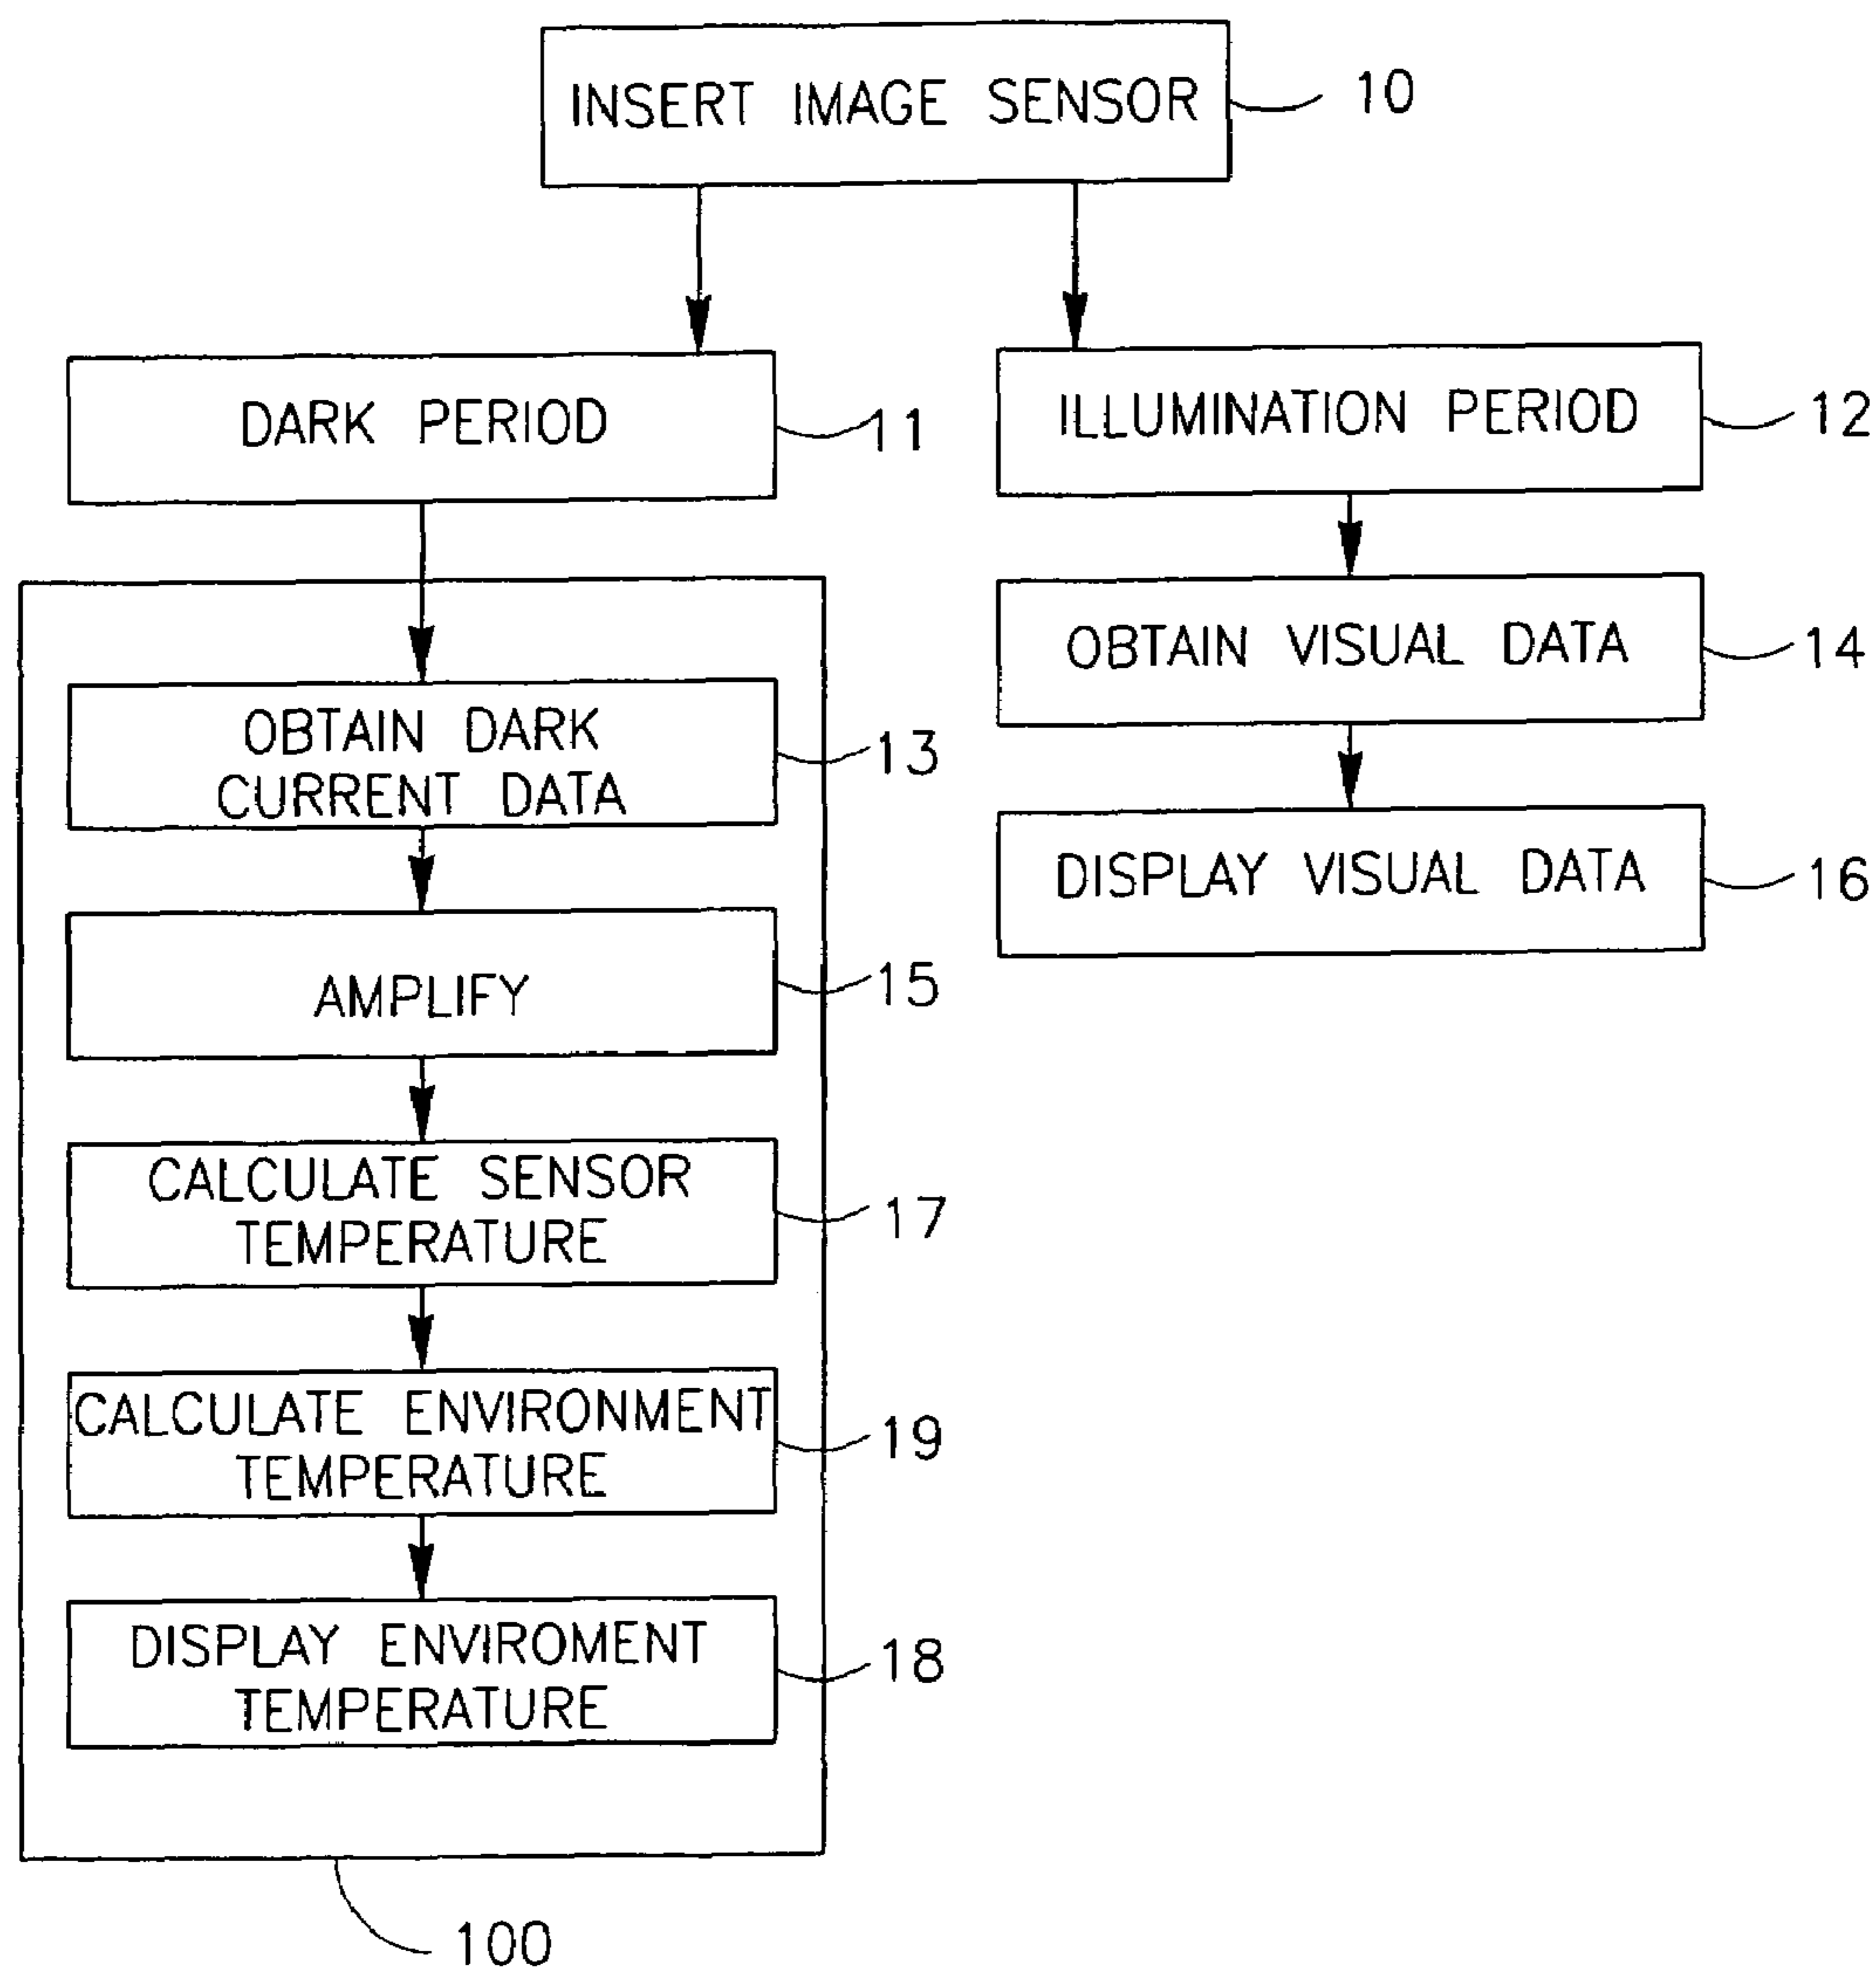 INSERT IMAGE SENSOR
10
DARK PERIOD
11
ILLUMINATION PERIOD
12
OBTAIN DARK
CURRENT DATA
13
OBTAIN VISUAL DATA
14
AMPLIFY
15
DISPLAY VISUAL DATA
16
CALCULATE SENSOR
TEMPERATURE
17
CALCULATE ENVIRONMENT
TEMPERATURE
19
DISPLAY ENVIROMENT
TEMPERATURE
18
100